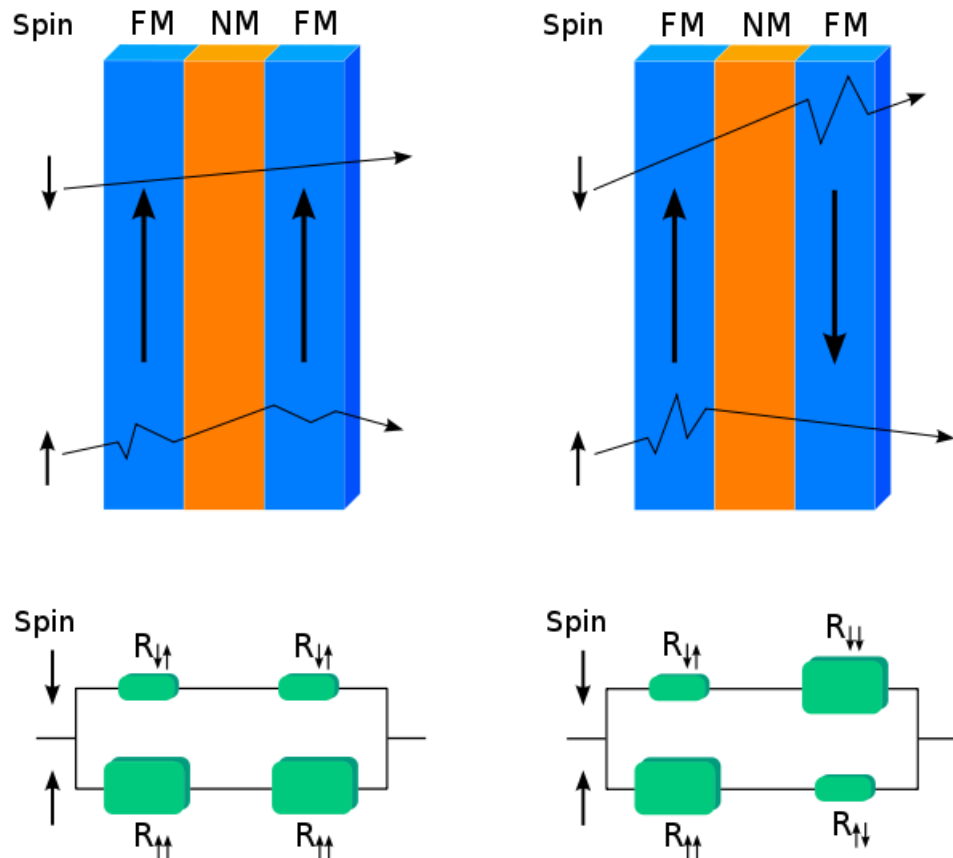 Spin FM NM FM
Spin FM NM FM
Spin
R↓↑ R↓↑
R↑↑ R↑↑
Spin
R↓↑ R↓↓
R↑↑ R↑↓